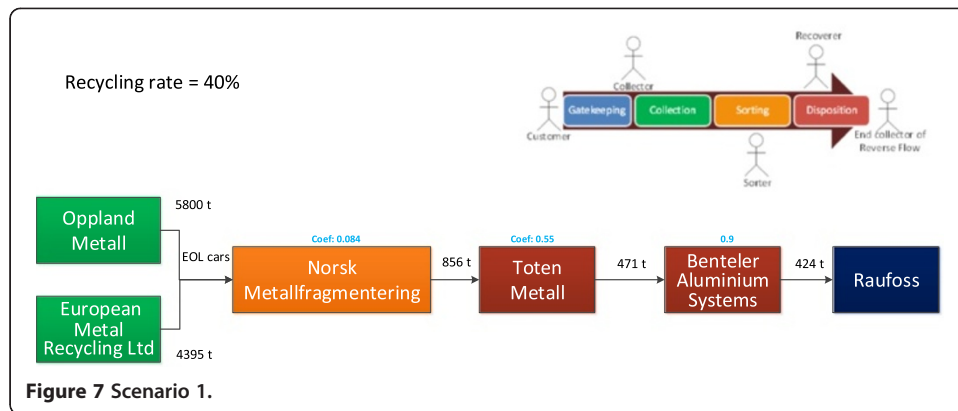 Recycling rate = 40%
Recoverer
Collector
Gatekeeping
Collection
Sorting
Disposition
Customer
End collector of
Reverse Flow
Sorter
5800 t
Oppland
Metall
EOL cars
European
Metal
Recycling Ltd
4395 t
Coef: 0.084
Norsk
Metallfragmentering
856 t
Coef: 0.55
Toten
Metall
471 t
0.9
Benteler
Aluminium
Systems
424 t
Raufoss
Figure 7 Scenario 1.